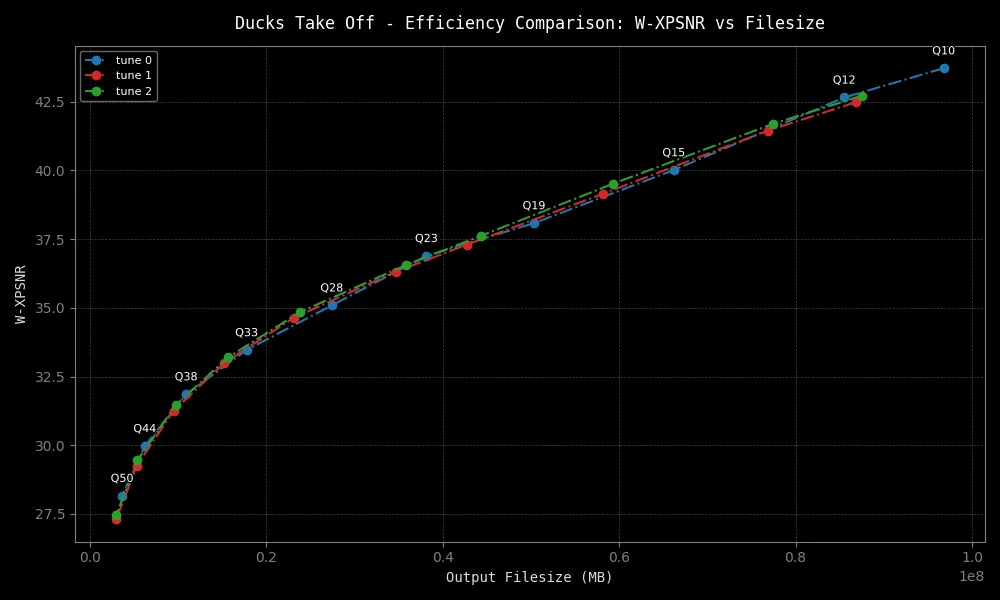 Ducks Take Off - Efficiency Comparison: W-XPSNR vs Filesize
tune 0
tune 1
tune 2
Q10
Q12
Q15
Q19
Q23
Q28
Q33
Q38
Q44
Q50
42.5
40.0
37.5
35.0
32.5
30.0
27.5
W-XPSNR
0.0
0.2
0.4
0.6
0.8
1.0
1e8
Output Filesize (MB)